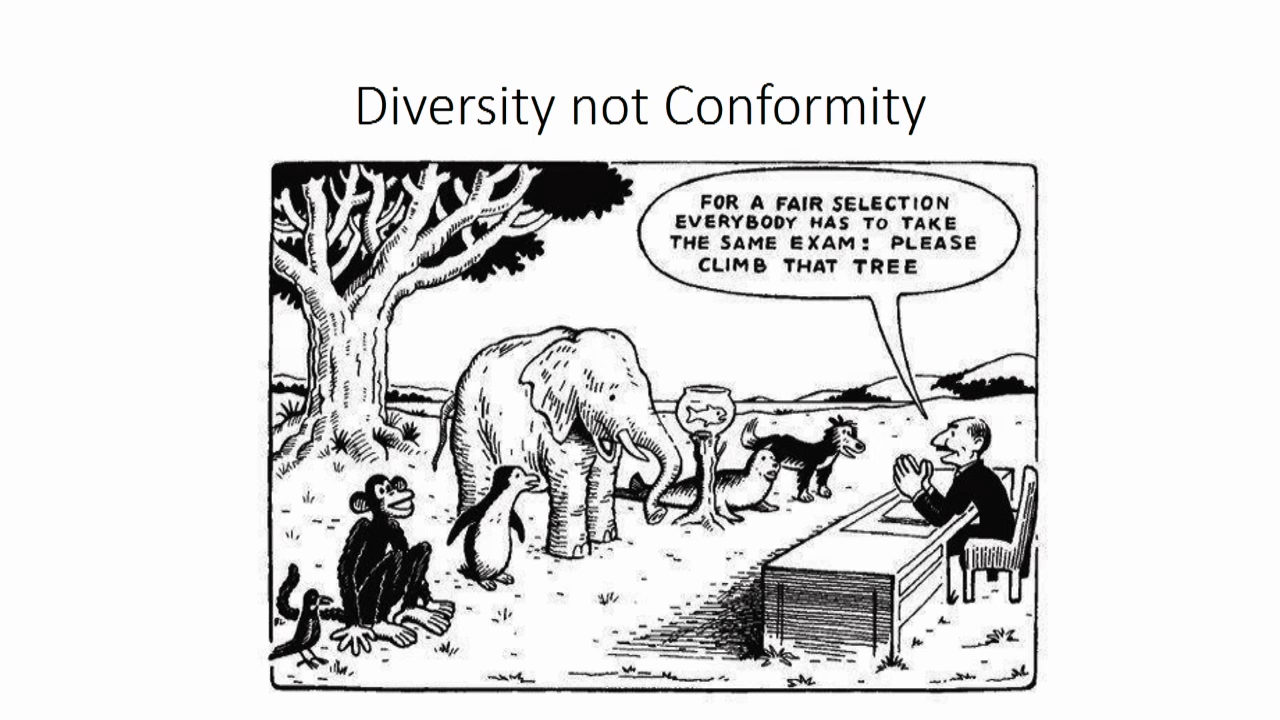 Diversity not Conformity
FOR A FAIR SELECTION
EVERYBODY HAS TO TAKE
THE SAME EXAM: PLEASE
CLIMB THAT TREE